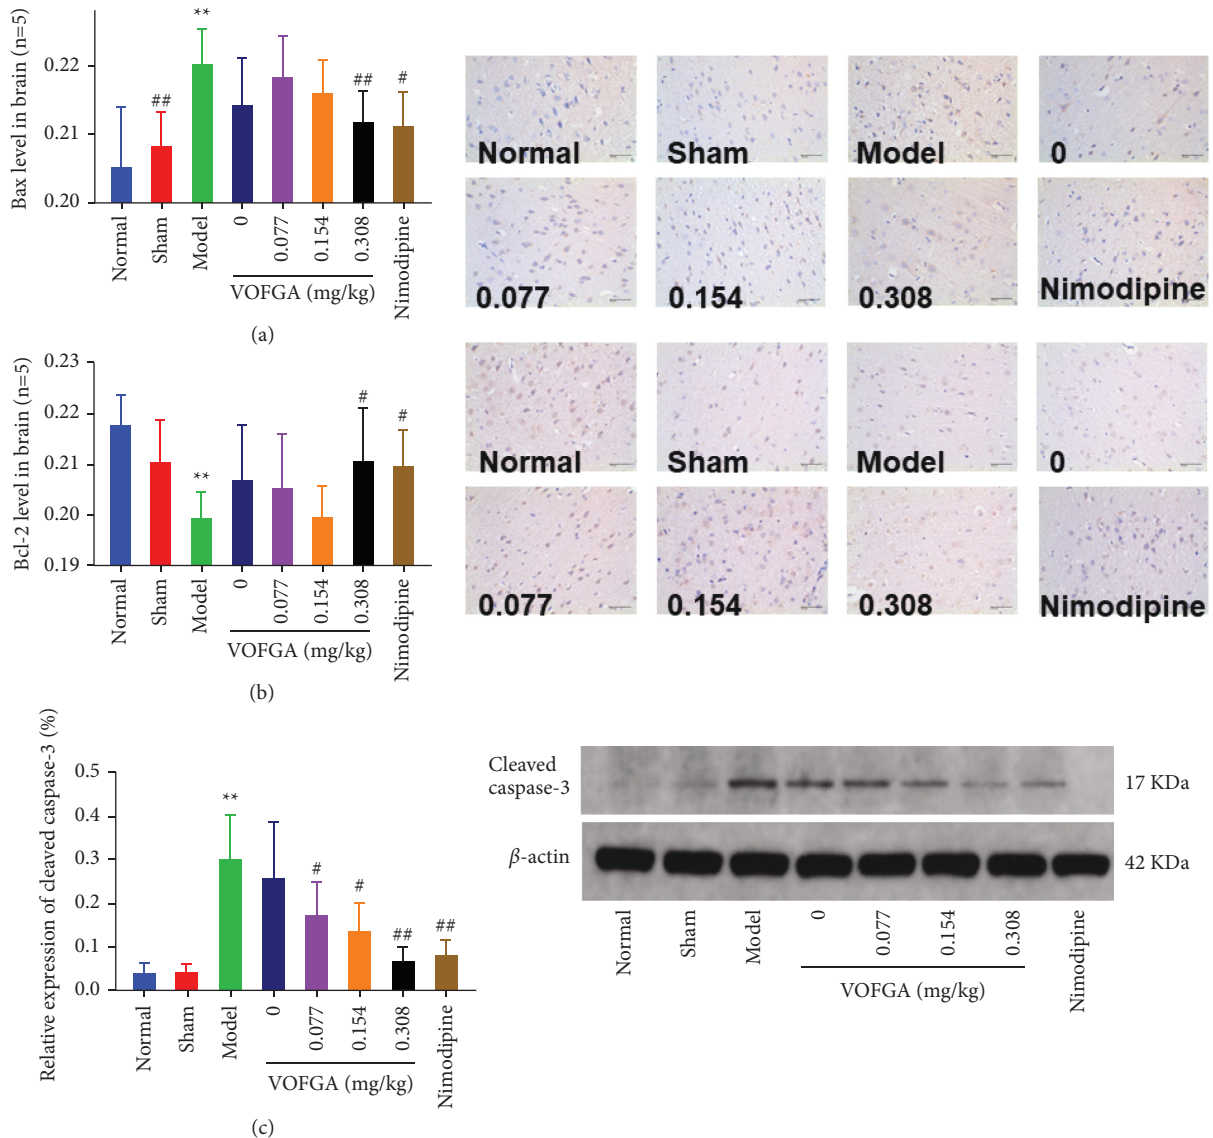 Bax level in brain (n=5)
0.22
0.21
0.20
**
##
##
#
Normal
Sham
Model
0
0.077
0.154
0.308
Nimodipine
VOFGA (mg/kg)
(a)
Normal
Sham
Model
0
0.077
0.154
0.308
Nimodipine
Bcl-2 level in brain (n=5)
0.23
0.22
0.21
0.20
0.19
**
#
#
Normal
Sham
Model
0
0.077
0.154
0.308
Nimodipine
VOFGA (mg/kg)
(b)
Normal
Sham
Model
0
0.077
0.154
0.308
Nimodipine
Relative expression of cleaved caspase-3 (%)
0.5
0.4
0.3
0.2
0.1
0.0
**
#
#
##
##
Normal
Sham
Model
0
0.077
0.154
0.308
Nimodipine
VOFGA (mg/kg)
(c)
Cleaved
caspase-3
17 KDa
β-actin
42 KDa
Normal
Sham
Model
0
0.077
0.154
0.308
Nimodipine
VOFGA (mg/kg)